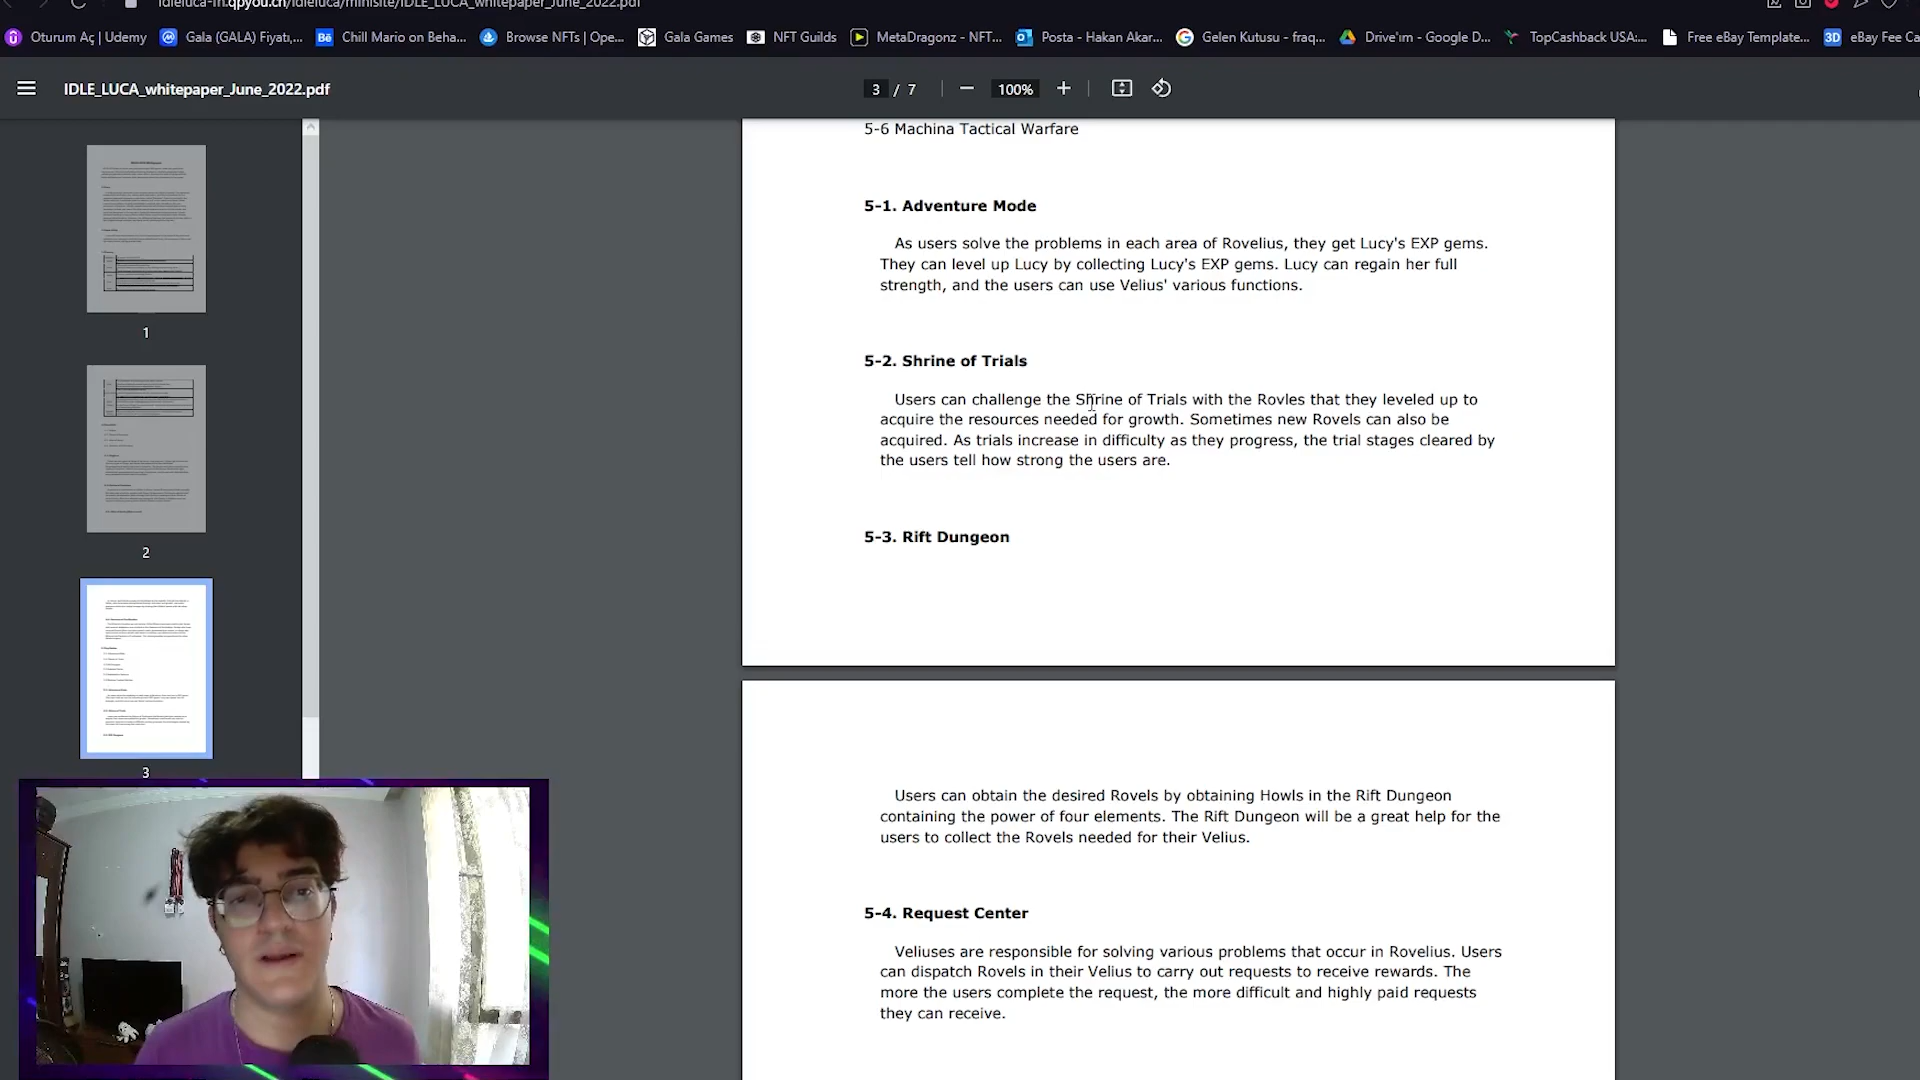 idleluca-fn.qpyou.cn/idleluca/minisite/IDLE_LUCA_whitepaper_June_2022.pdf
Oturum Aç | Udemy
Gala (GALA) Fiyatı,...
Bē Chill Mario on Beha...
Browse NFTs | Ope...
Gala Games
NFT Guilds
MetaDragonz - NFT...
Posta - Hakan Akar...
Gelen Kutusu - fraq...
Drive'ım - Google D...
TopCashback USA:...
Free eBay Template...
3D eBay Fee Ca
IDLE_LUCA_whitepaper_June_2022.pdf
3 / 7
100%
5-6 Machina Tactical Warfare
5-1. Adventure Mode
As users solve the problems in each area of Rovelius, they get Lucy's EXP gems.
They can level up Lucy by collecting Lucy's EXP gems. Lucy can regain her full
strength, and the users can use Velius' various functions.
5-2. Shrine of Trials
Users can challenge the Shrine of Trials with the Rovles that they leveled up to
acquire the resources needed for growth. Sometimes new Rovels can also be
acquired. As trials increase in difficulty as they progress, the trial stages cleared by
the users tell how strong the users are.
5-3. Rift Dungeon
Users can obtain the desired Rovels by obtaining Howls in the Rift Dungeon
containing the power of four elements. The Rift Dungeon will be a great help for the
users to collect the Rovels needed for their Velius.
5-4. Request Center
Veliuses are responsible for solving various problems that occur in Rovelius. Users
can dispatch Rovels in their Velius to carry out requests to receive rewards. The
more the users complete the request, the more difficult and highly paid requests
they can receive.
1
2
3